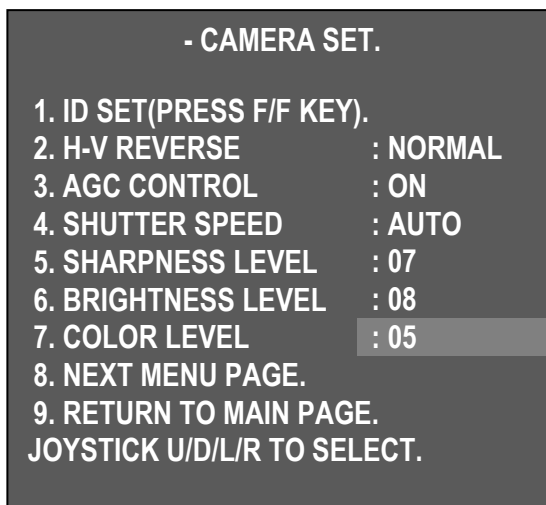 - CAMERA SET.
1. ID SET(PRESS F/F KEY).
2. H-V REVERSE : NORMAL
3. AGC CONTROL : ON
4. SHUTTER SPEED : AUTO
5. SHARPNESS LEVEL : 07
6. BRIGHTNESS LEVEL : 08
7. COLOR LEVEL : 05
8. NEXT MENU PAGE.
9. RETURN TO MAIN PAGE.
JOYSTICK U/D/L/R TO SELECT.